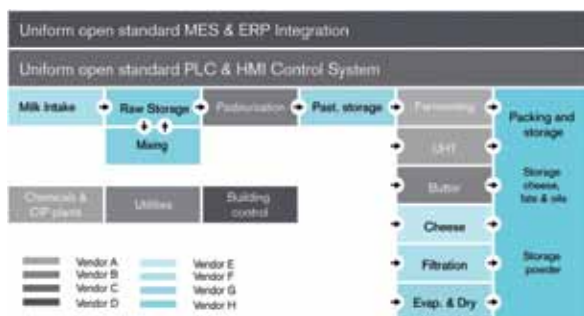 Uniform open standard MES & ERP Integration
Uniform open standard PLC & HMI Control System
Milk Intake
Raw Storage
Pasteurisation
Past. storage
Fermenting
Packing and
storage
Mixing
UHT
Storage
cheese,
fats & oils
Chemicals &
CIP plants
Utilities
Building
control
Butter
Cheese
Filtration
Storage
powder
Evap. & Dry
Vendor A
Vendor B
Vendor C
Vendor D
Vendor E
Vendor F
Vendor G
Vendor H